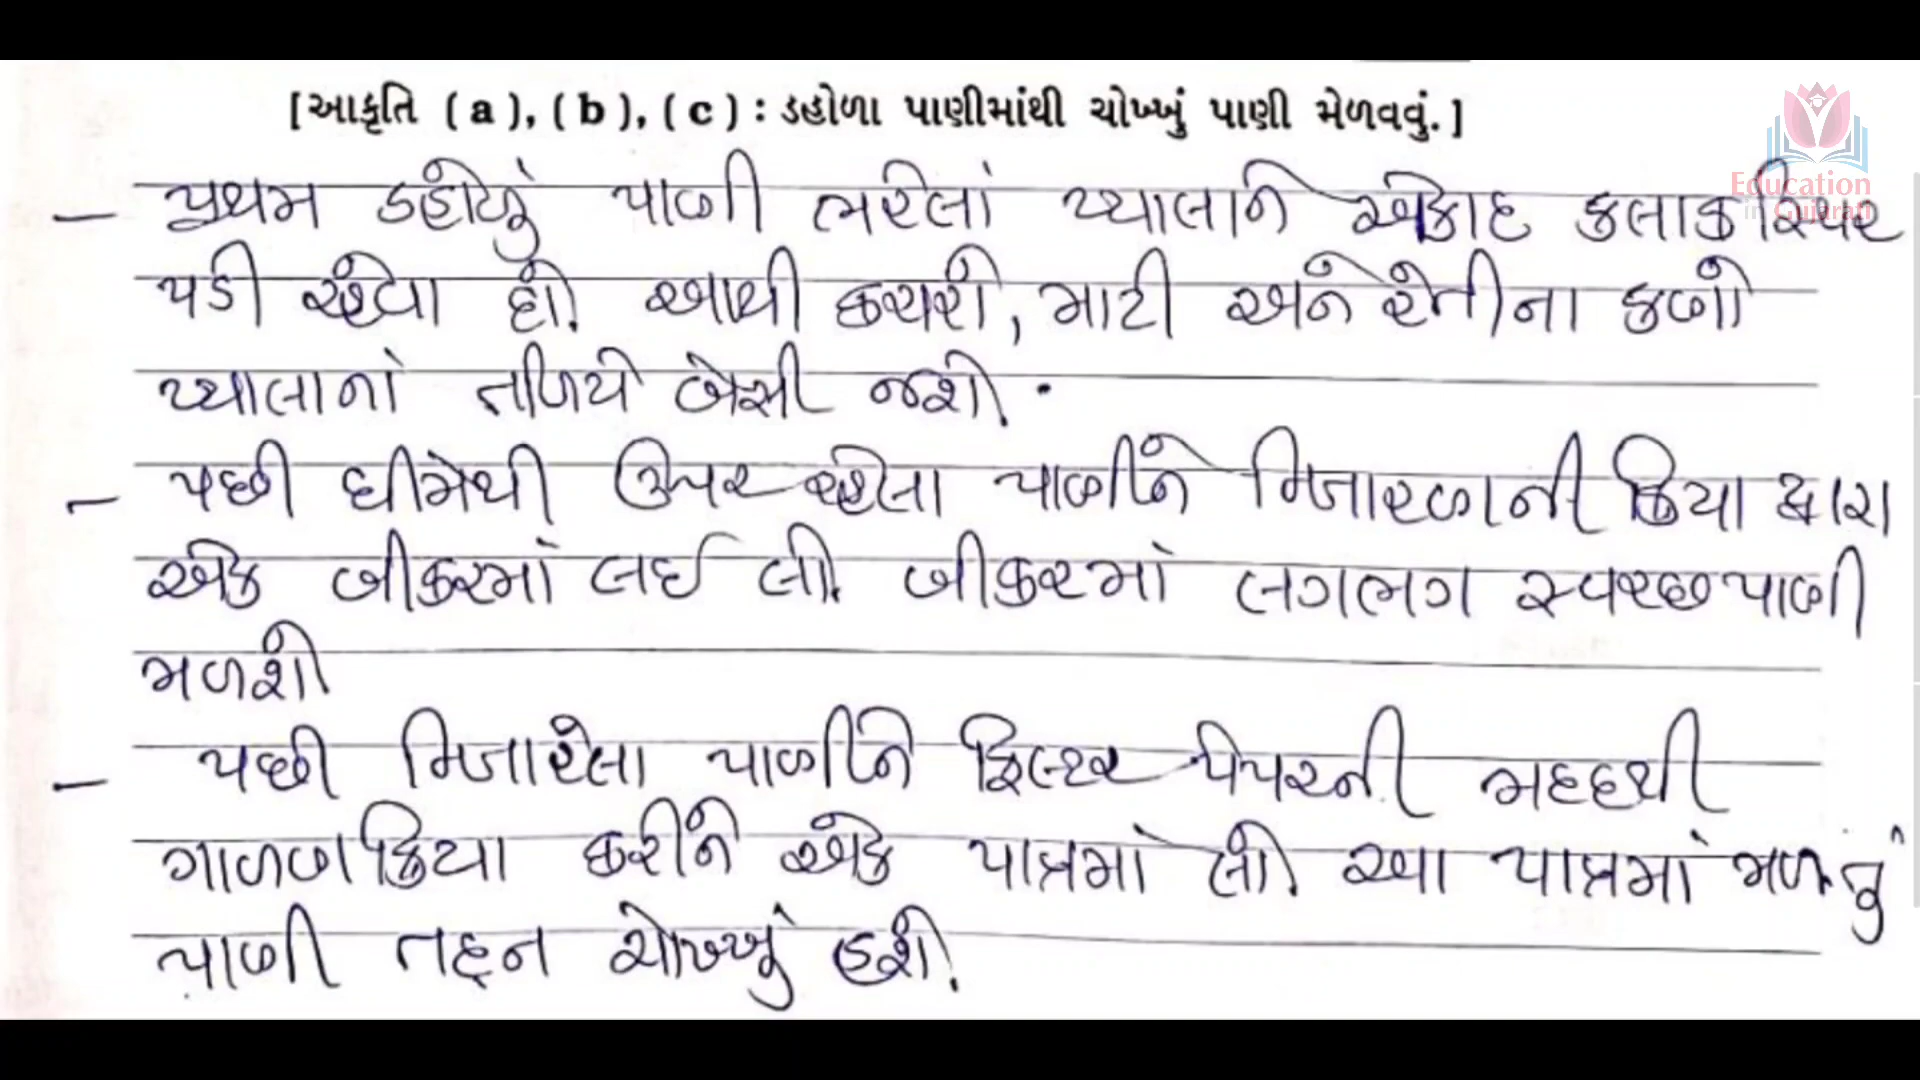 [આકૃતિ (a), (b), (c) : ડહોળા પાણીમાંથી ચોખ્ખું પાણી મેળવવું.]
Education
in Gujarati
– પ્રથમ ડહોળું પાણી ભરેલાં પ્યાલાને એકાદ કલાક સ્થિર
પડી રહેવા દો. આથી કચરો, માટી અને રેતીના કણો
પ્યાલાનાં તળિયે બેસી જશે.
– પછી ધીમેથી ઉપર રહેલા પાણીને નિતારણની ક્રિયા દ્વારા
એક બીકરમાં લઈ લો. બીકરમાં લગભગ સ્વચ્છ પાણી
મળશે
– પછી નિતારેલા પાણીને ફિલ્ટર પેપરની મદદથી
ગાળણ ક્રિયા કરીને એક પાત્રમાં લો. આ પાત્રમાં મળતું
પાણી તદ્દન ચોખ્ખું હશે.